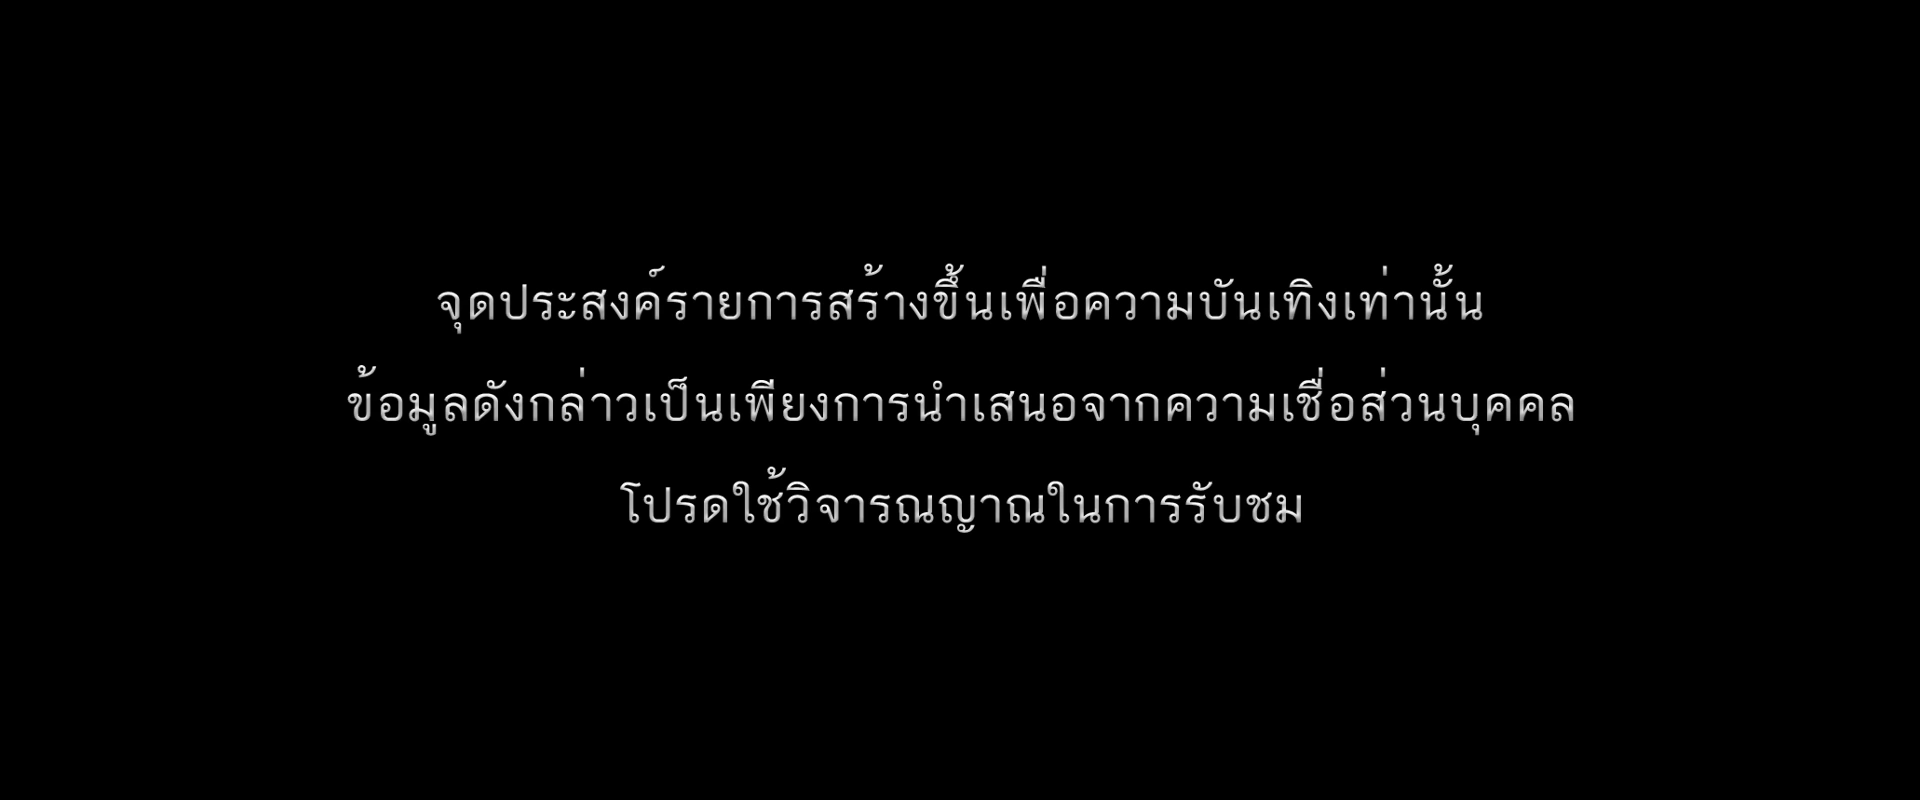 จุดประสงค์รายการสร้างขึ้นเพื่อความบันเทิงเท่านั้น
ข้อมูลดังกล่าวเป็นเพียงการนำเสนอจากความเชื่อส่วนบุคคล
โปรดใช้วิจารณญาณในการรับชม